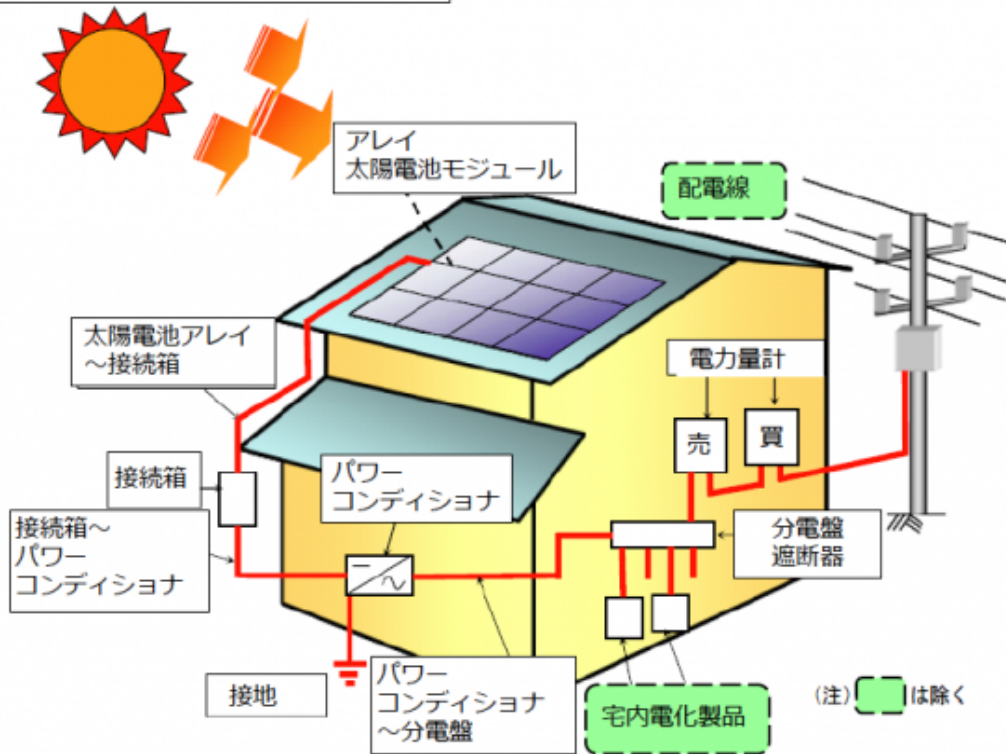 アレイ
太陽電池モジュール
配電線
太陽電池アレイ
～接続箱
電力量計
売
買
接続箱
パワー
コンディショナ
接続箱～
パワー
コンディショナ
分電盤
遮断器
接地
パワー
コンディショナ
～分電盤
宅内電化製品
(注) は除く